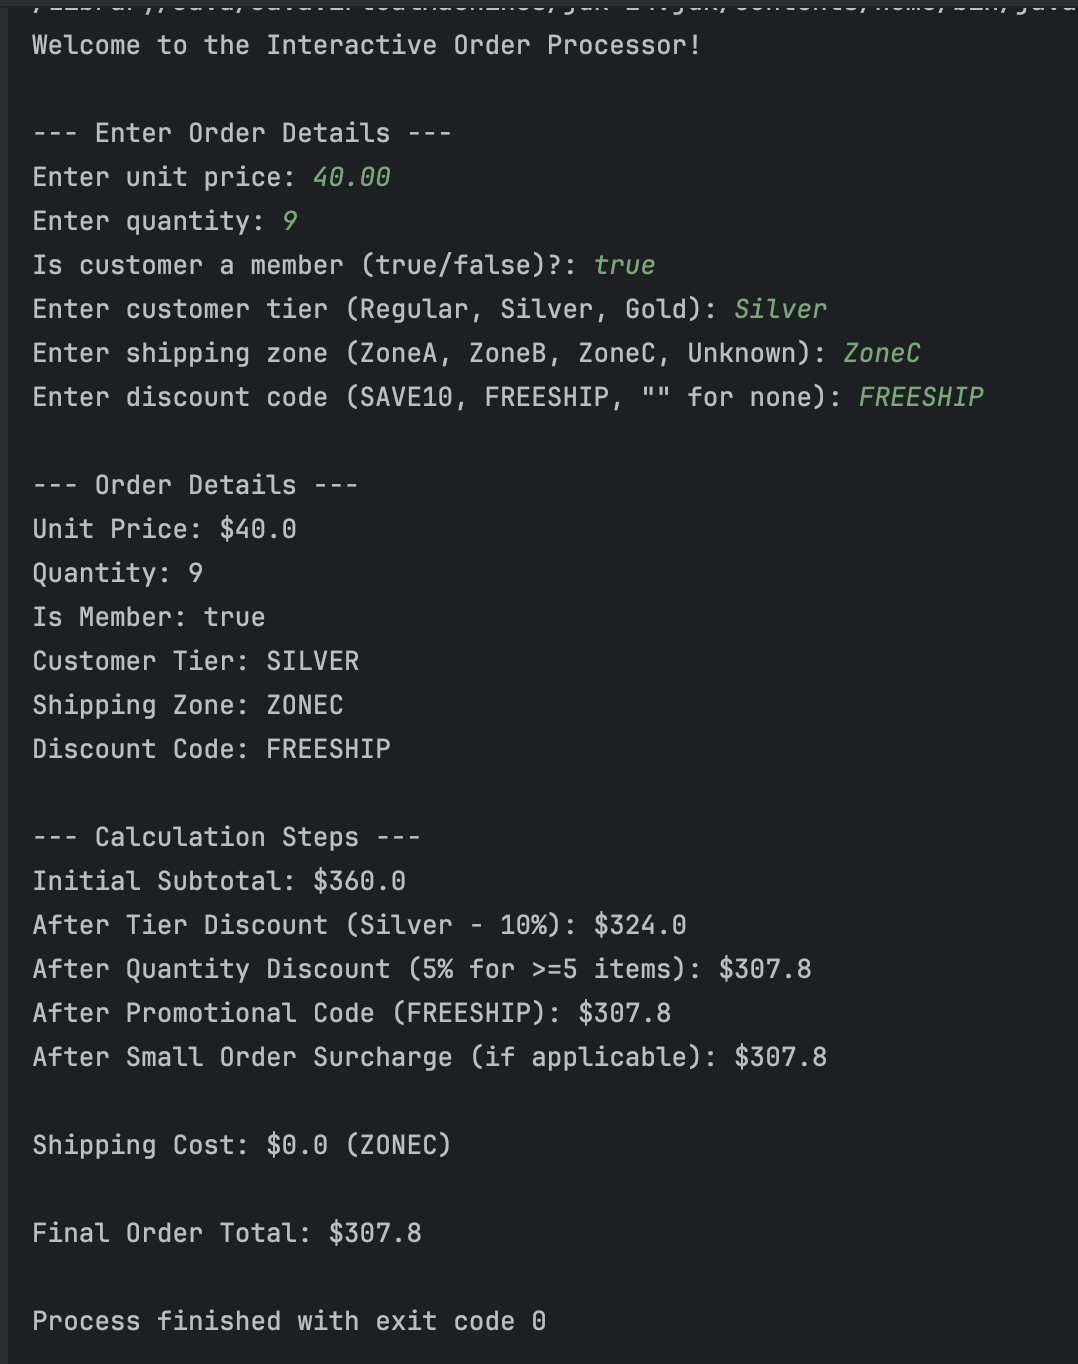 Welcome to the Interactive Order Processor!
--- Enter Order Details ---
Enter unit price: 40.00
Enter quantity: 9
Is customer a member (true/false)?: true
Enter customer tier (Regular, Silver, Gold): Silver
Enter shipping zone (ZoneA, ZoneB, ZoneC, Unknown): ZoneC
Enter discount code (SAVE10, FREESHIP, "" for none): FREESHIP
--- Order Details ---
Unit Price: $40.0
Quantity: 9
Is Member: true
Customer Tier: SILVER
Shipping Zone: ZONEC
Discount Code: FREESHIP
--- Calculation Steps ---
Initial Subtotal: $360.0
After Tier Discount (Silver - 10%): $324.0
After Quantity Discount (5% for >=5 items): $307.8
After Promotional Code (FREESHIP): $307.8
After Small Order Surcharge (if applicable): $307.8
Shipping Cost: $0.0 (ZONEC)
Final Order Total: $307.8
Process finished with exit code 0